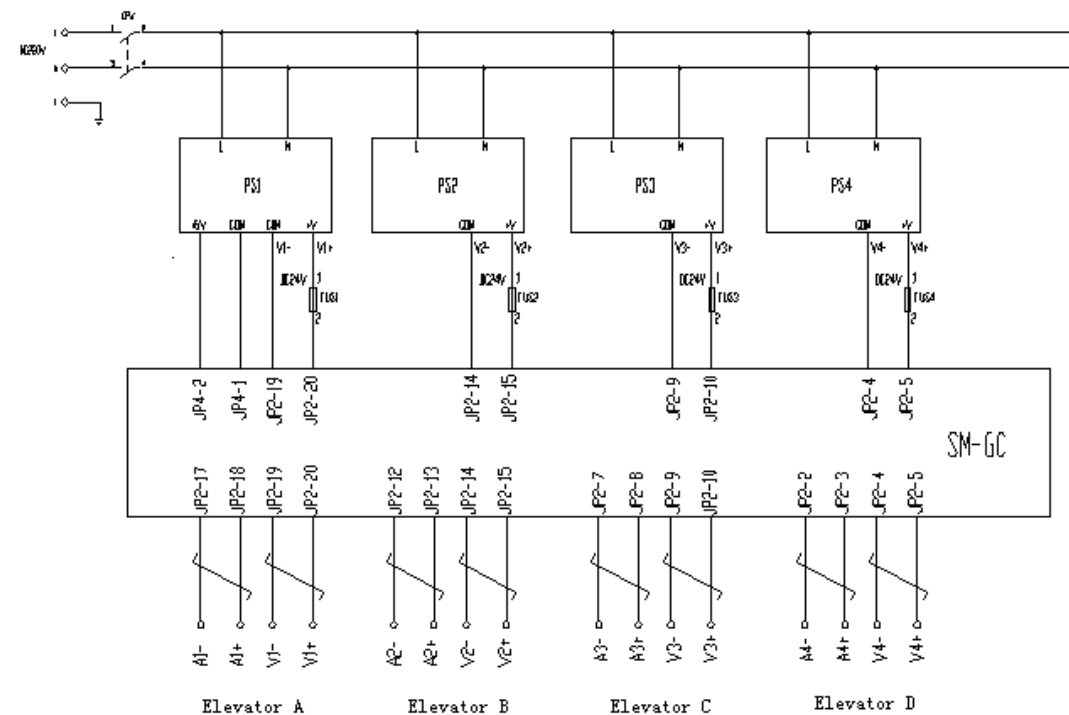 1 2
3 4
L N L N L N L N
PS1 PS2 PS3 PS4
COM COM +V COM +V COM +V COM +V
V1- V1+ V2- V2+ V3- V3+ V4- V4+
DC24V 1 DC24V 1 DC24V 1 DC24V 1
FUS1 FUS2 FUS3 FUS4
2 2 2 2
JP4-2 JP4-1 JP2-19 JP2-20 JP2-14 JP2-15 JP2-9 JP2-10 JP2-4 JP2-5
SM-GC
JP2-17 JP2-18 JP2-19 JP2-20 JP2-12 JP2-13 JP2-14 JP2-15 JP2-7 JP2-8 JP2-9 JP2-10 JP2-2 JP2-3 JP2-4 JP2-5
A1- A1+ V1- V1+ A2- A2+ V2- V2+ A3- A3+ V3- V3+ A4- A4+ V4- V4+
Elevator A Elevator B Elevator C Elevator D